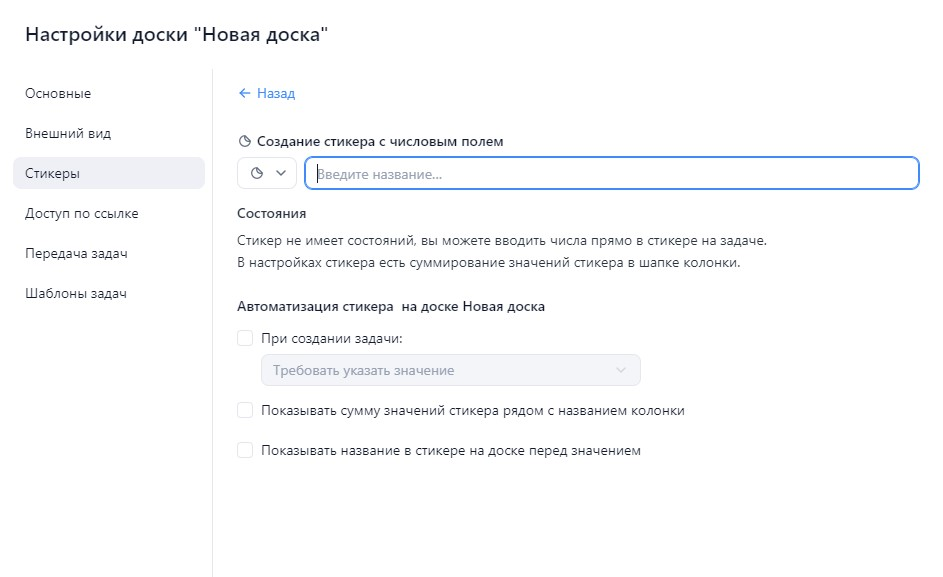 Настройки доски "Новая доска"
Основные
Внешний вид
Стикеры
Доступ по ссылке
Передача задач
Шаблоны задач
Назад
Создание стикера с числовым полем
Введите название...
Состояния
Стикер не имеет состояний, вы можете вводить числа прямо в стикере на задаче.
В настройках стикера есть суммирование значений стикера в шапке колонки.
Автоматизация стикера на доске Новая доска
При создании задачи:
Требовать указать значение
Показывать сумму значений стикера рядом с названием колонки
Показывать название в стикере на доске перед значением